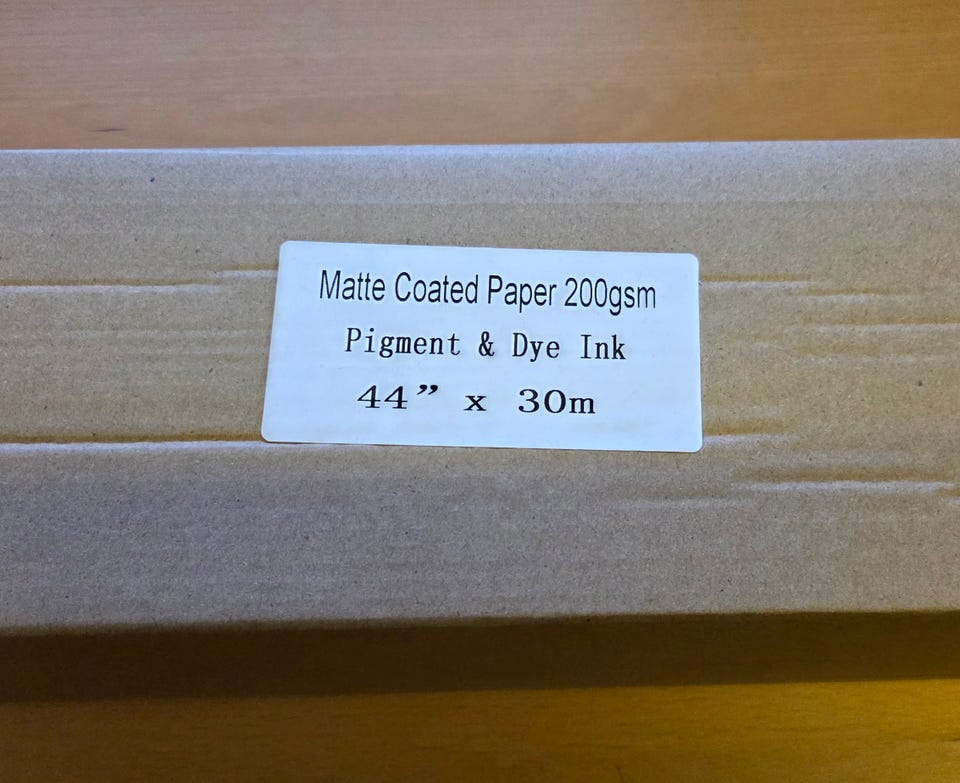 Matte Coated Paper 200gsm
Pigment & Dye Ink
44” x 30m